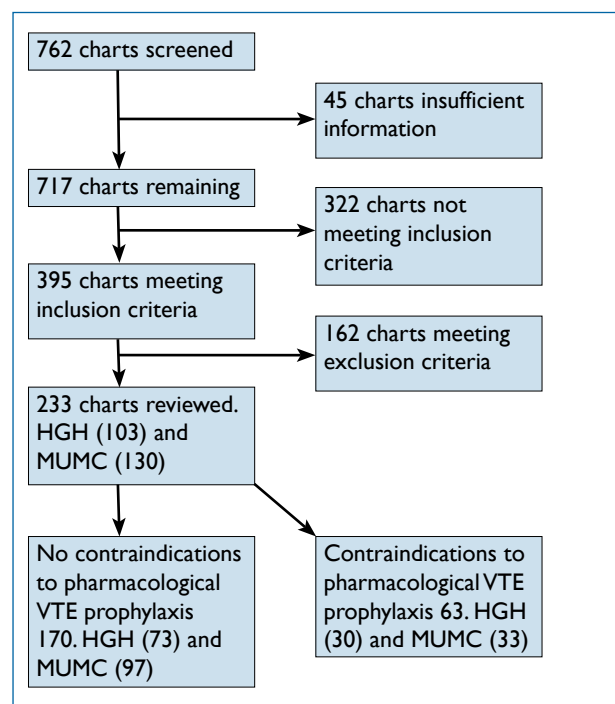 762 charts screened
45 charts insufficient
information
717 charts remaining
322 charts not
meeting inclusion
criteria
395 charts meeting
inclusion criteria
162 charts meeting
exclusion criteria
233 charts reviewed.
HGH (103) and
MUMC (130)
No contraindications
to pharmacological
VTE prophylaxis
170. HGH (73) and
MUMC (97)
Contraindications to
pharmacological VTE
prophylaxis 63. HGH
(30) and MUMC (33)